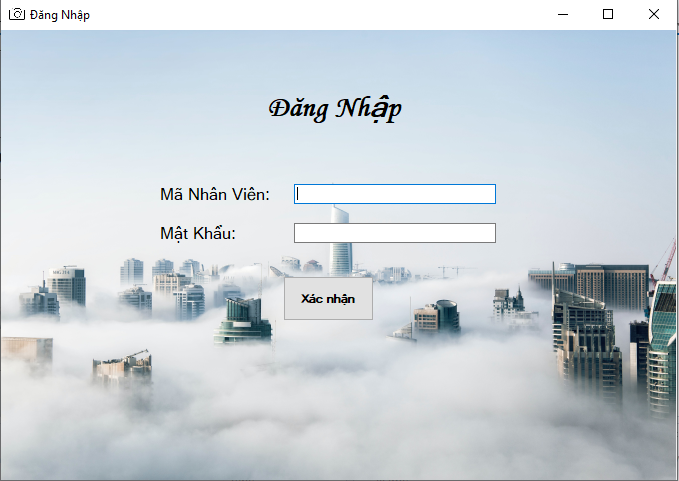 Đăng Nhập
Đăng Nhập
Mã Nhân Viên:
Mật Khẩu:
Xác nhận